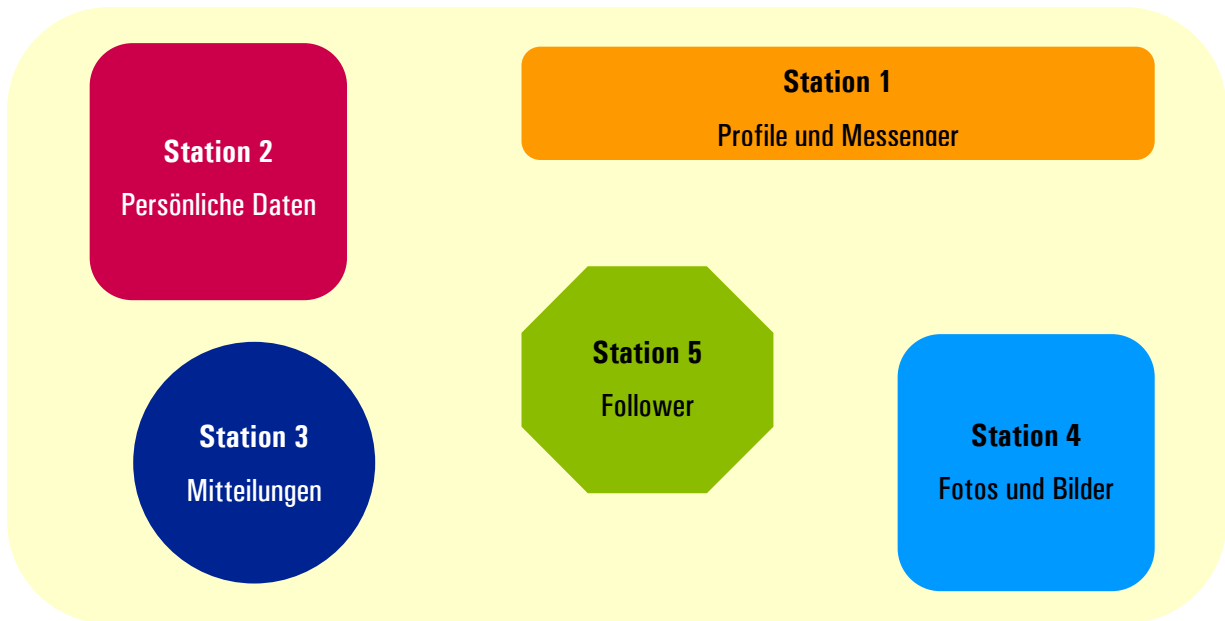 Station 1
Profile und Messenger
Station 2
Persönliche Daten
Station 5
Follower
Station 3
Mitteilungen
Station 4
Fotos und Bilder